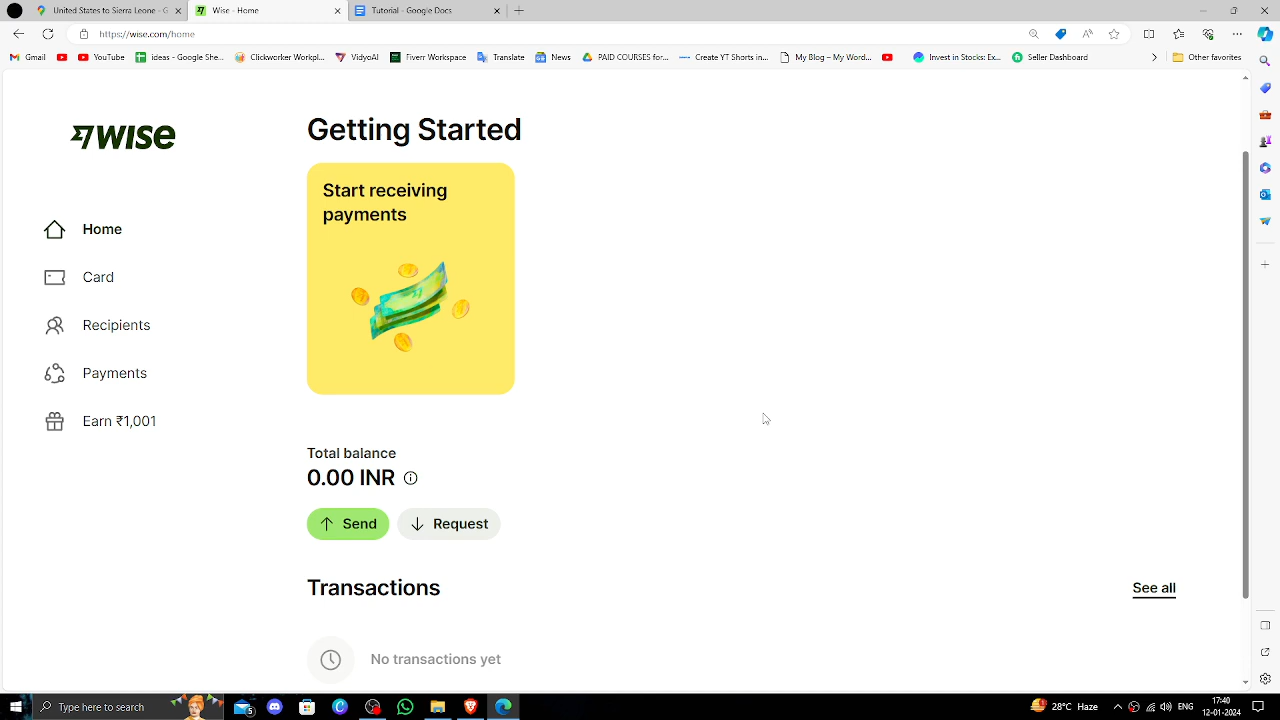 United States to Sierra Leone - G
Wise - Home
Tutorial - Google Docs
https://wise.com/home
Gmail
YouTube
ideas - Google She
Clickworker Workpl...
VidyoAI
Fiverr Workspace
Translate
News
PAID COURSES for...
Create YT Shorts in...
My Blog – My Word...
Invest in Stocks: Ex...
Seller Dashboard
Other favorites
WISE
Home
Card
Recipients
Payments
Earn ₹1,001
Getting Started
Start receiving
payments
Total balance
0.00 INR
Send
Request
Transactions
See all
No transactions yet
Type here to search
5
28°C Haze
ENG
17:40
12-01-2024